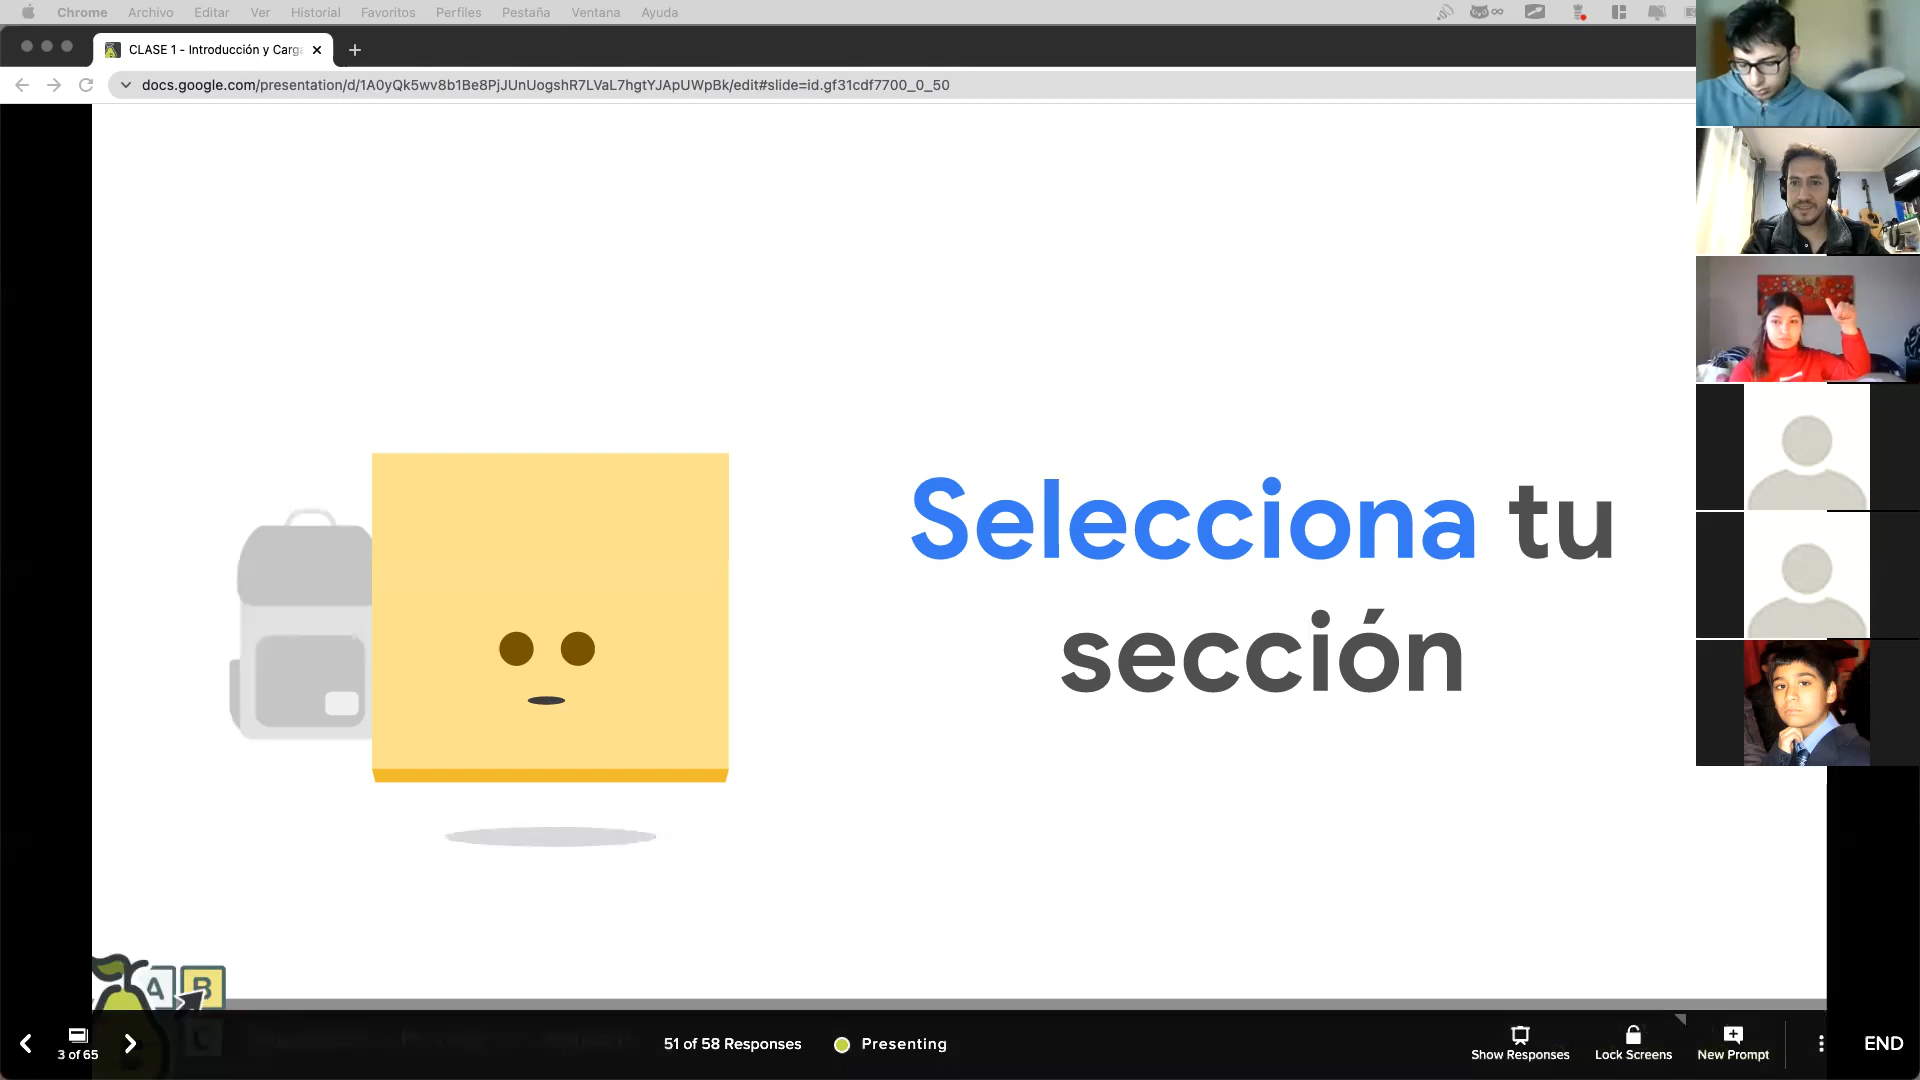 Chrome Archivo Editar Ver Historial Favoritos Perfiles Pestaña Ventana Ayuda
CLASE 1 - Introducción y Carg
docs.google.com/presentation/d/1A0yQk5wv8b1Be8PjJUnUogshR7LVaL7hgtYJApUWpBk/edit#slide=id.gf31cdf7700_0_50
Selecciona tu
sección
A B
C
3 of 65
51 of 58 Responses
Presenting
Show Responses
Lock Screens
New Prompt
END